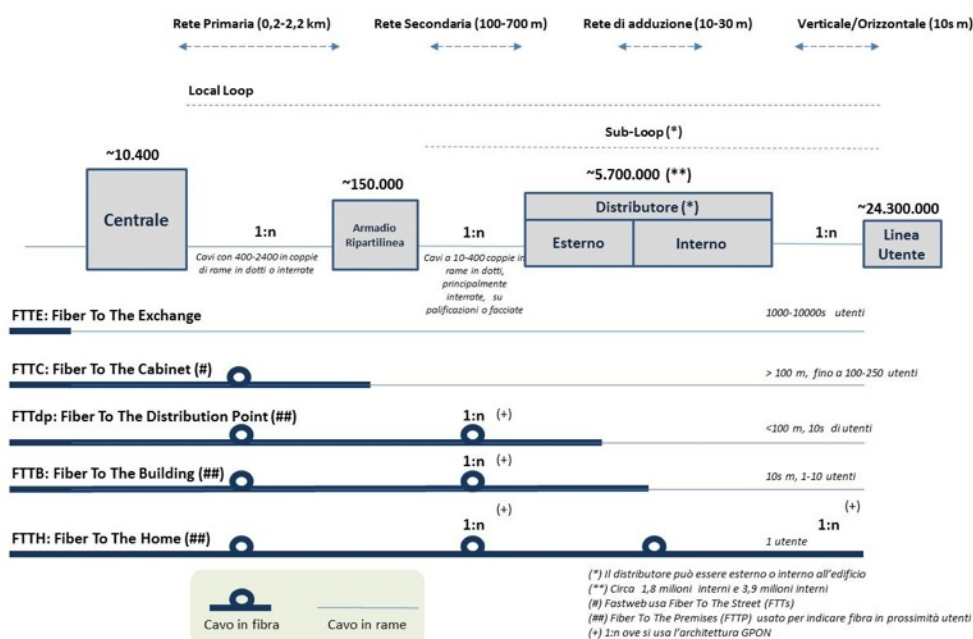 Rete Primaria (0,2-2,2 km)
Rete Secondaria (100-700 m)
Rete di adduzione (10-30 m)
Verticale/Orizzontale (10s m)
Local Loop
Sub-Loop (*)
~10.400
~150.000
~5.700.000 (**)
~24.300.000
Centrale
1:n
Armadio
Ripartilinea
1:n
Distributore (*)
Esterno
Interno
1:n
Linea
Utente
Cavi con 400-2400 in coppie
di rame in dotti o interrate
Cavi a 10-400 coppie in
rame in dotti,
principalmente
interrate, su
palificazioni o facciate
FTTE: Fiber To The Exchange
1000-10000s utenti
FTTC: Fiber To The Cabinet (#)
> 100 m, fino a 100-250 utenti
FTTdp: Fiber To The Distribution Point (##)
1:n (+)
<100 m, 10s di utenti
FTTB: Fiber To The Building (##)
1:n (+)
10s m, 1-10 utenti
FTTH: Fiber To The Home (##)
1:n (+)
1:n (+)
1 utente
Cavo in fibra
Cavo in rame
(*) Il distributore può essere esterno o interno all'edificio
(**) Circa 1,8 milioni interni e 3,9 milioni interni
(#) Fastweb usa Fiber To The Street (FTTs)
(##) Fiber To The Premises (FTTP) usato per indicare fibra in prossimità utenti
(+) 1:n ove si usa l'architettura GPON